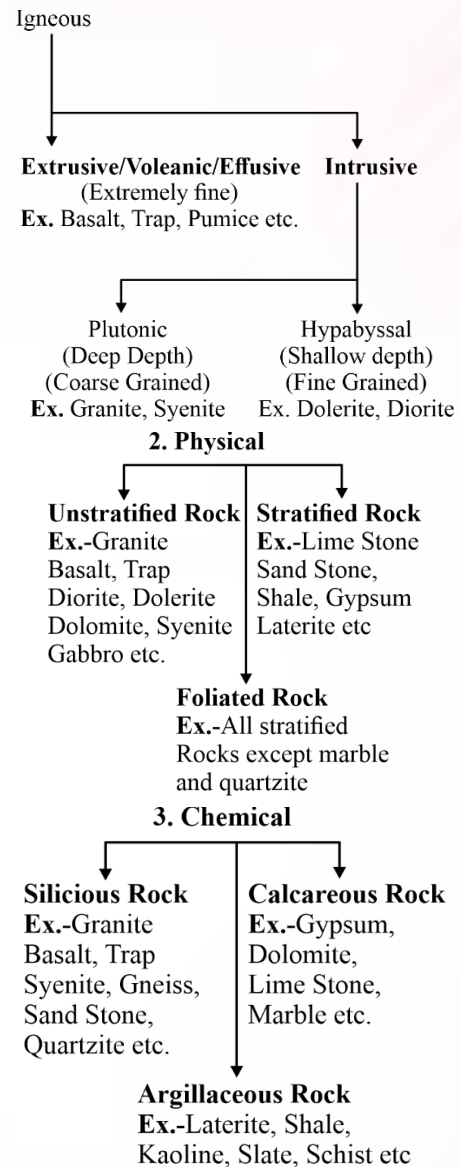 Igneous
Extrusive/Voleanic/Effusive
(Extremely fine)
Ex. Basalt, Trap, Pumice etc.
Intrusive
Plutonic
(Deep Depth)
(Coarse Grained)
Ex. Granite, Syenite
Hypabyssal
(Shallow depth)
(Fine Grained)
Ex. Dolerite, Diorite
2. Physical
Unstratified Rock
Ex.-Granite
Basalt, Trap
Diorite, Dolerite
Dolomite, Syenite
Gabbro etc.
Stratified Rock
Ex.-Lime Stone
Sand Stone,
Shale, Gypsum
Laterite etc
Foliated Rock
Ex.-All stratified
Rocks except marble
and quartzite
3. Chemical
Silicious Rock
Ex.-Granite
Basalt, Trap
Syenite, Gneiss,
Sand Stone,
Quartzite etc.
Calcareous Rock
Ex.-Gypsum,
Dolomite,
Lime Stone,
Marble etc.
Argillaceous Rock
Ex.-Laterite, Shale,
Kaoline, Slate, Schist etc